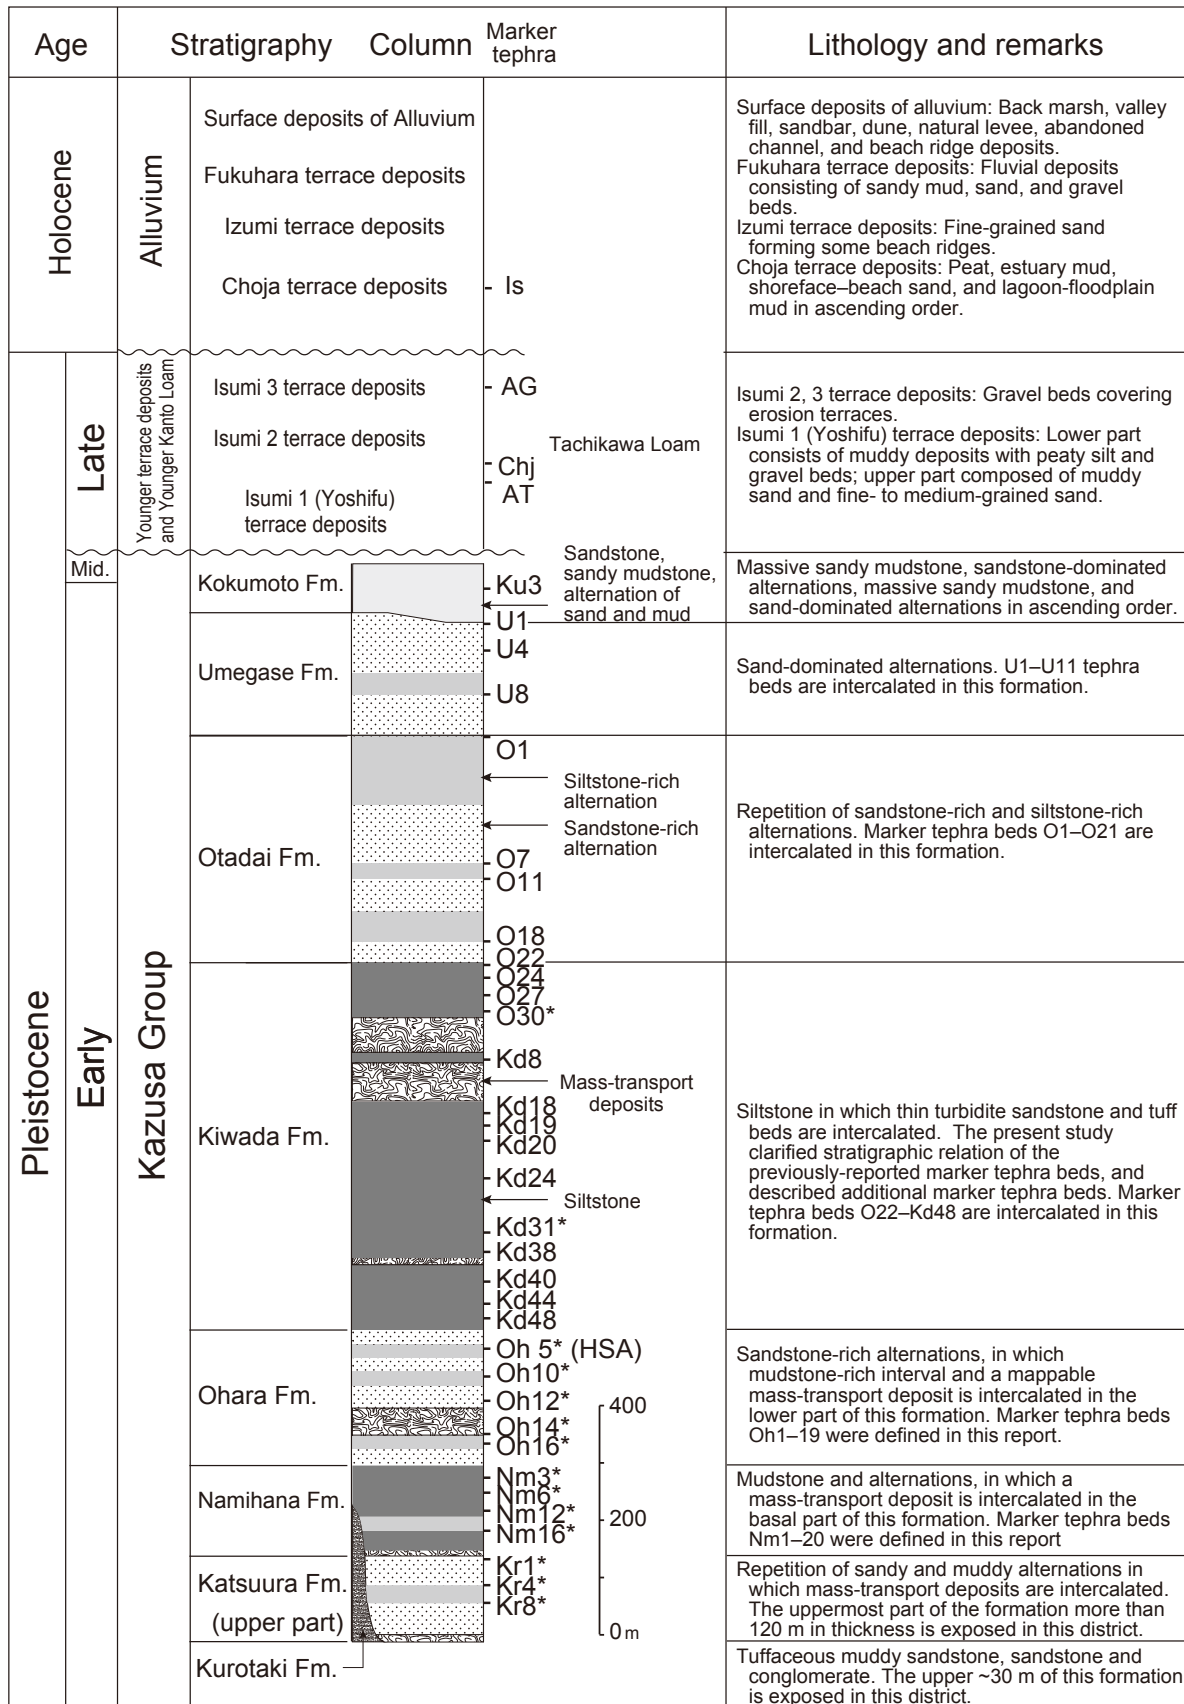 Age
Stratigraphy
Column
Marker
tephra
Lithology and remarks
Holocene
Alluvium
Surface deposits of Alluvium
Fukuhara terrace deposits
Izumi terrace deposits
Choja terrace deposits
Is
Surface deposits of alluvium: Back marsh, valley
fill, sandbar, dune, natural levee, abandoned
channel, and beach ridge deposits.
Fukuhara terrace deposits: Fluvial deposits
consisting of sandy mud, sand, and gravel
beds.
Izumi terrace deposits: Fine-grained sand
forming some beach ridges.
Choja terrace deposits: Peat, estuary mud,
shoreface–beach sand, and lagoon-floodplain
mud in ascending order.
Pleistocene
Late
Younger terrace deposits
and Younger Kanto Loam
Isumi 3 terrace deposits
Isumi 2 terrace deposits
Isumi 1 (Yoshifu)
terrace deposits
AG
Chj
AT
Tachikawa Loam
Isumi 2, 3 terrace deposits: Gravel beds covering
erosion terraces.
Isumi 1 (Yoshifu) terrace deposits: Lower part
consists of muddy deposits with peaty silt and
gravel beds; upper part composed of muddy
sand and fine- to medium-grained sand.
Mid.
Early
Kazusa Group
Kokumoto Fm.
Ku3
Sandstone,
sandy mudstone,
alternation of
sand and mud
Massive sandy mudstone, sandstone-dominated
alternations, massive sandy mudstone, and
sand-dominated alternations in ascending order.
Umegase Fm.
U1
U4
U8
Sand-dominated alternations. U1–U11 tephra
beds are intercalated in this formation.
Otadai Fm.
O1
Siltstone-rich
alternation
Sandstone-rich
alternation
O7
O11
O18
O22
Repetition of sandstone-rich and siltstone-rich
alternations. Marker tephra beds O1–O21 are
intercalated in this formation.
Kiwada Fm.
O24
O27
O30*
Kd8
Mass-transport
deposits
Kd18
Kd19
Kd20
Kd24
Siltstone
Kd31*
Kd38
Kd40
Kd44
Kd48
Siltstone in which thin turbidite sandstone and tuff
beds are intercalated. The present study
clarified stratigraphic relation of the
previously-reported marker tephra beds, and
described additional marker tephra beds. Marker
tephra beds O22–Kd48 are intercalated in this
formation.
Ohara Fm.
Oh 5* (HSA)
Oh10*
Oh12*
Oh14*
Oh16*
Sandstone-rich alternations, in which
mudstone-rich interval and a mappable
mass-transport deposit is intercalated in the
lower part of this formation. Marker tephra beds
Oh1–19 were defined in this report.
Namihana Fm.
Nm3*
Nm6*
Nm12*
Nm16*
Mudstone and alternations, in which a
mass-transport deposit is intercalated in the
basal part of this formation. Marker tephra beds
Nm1–20 were defined in this report
Katsuura Fm.
(upper part)
Kr1*
Kr4*
Kr8*
400
200
0 m
Repetition of sandy and muddy alternations in
which mass-transport deposits are intercalated.
The uppermost part of the formation more than
120 m in thickness is exposed in this district.
Kurotaki Fm.
Tuffaceous muddy sandstone, sandstone and
conglomerate. The upper ~30 m of this formation
is exposed in this district.